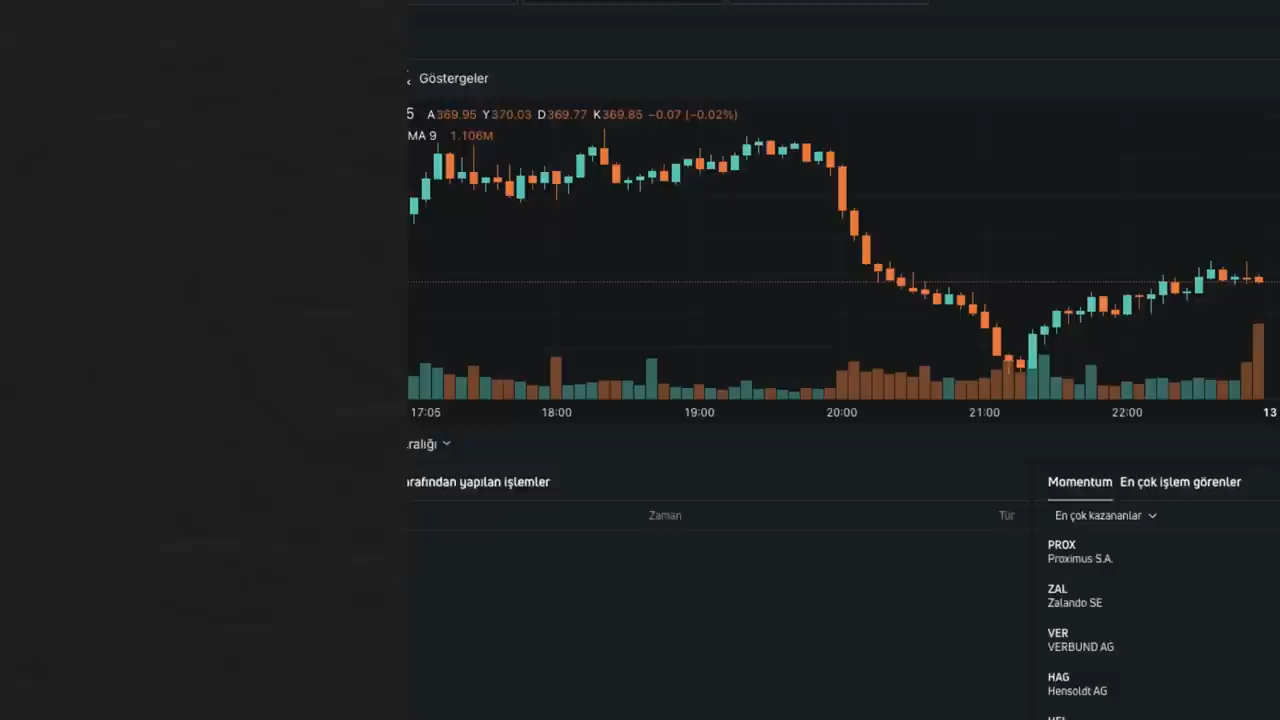 Göstergeler
5 A369.95 Y370.03 D369.77 K369.85 −0.07 (−0.02%)
MA 9 1.106M
17:05 18:00 19:00 20:00 21:00 22:00 13
ralığı
arafından yapılan işlemler
Zaman Tür
Momentum En çok işlem görenler
En çok kazananlar
PROX
Proximus S.A.
ZAL
Zalando SE
VER
VERBUND AG
HAG
Hensoldt AG